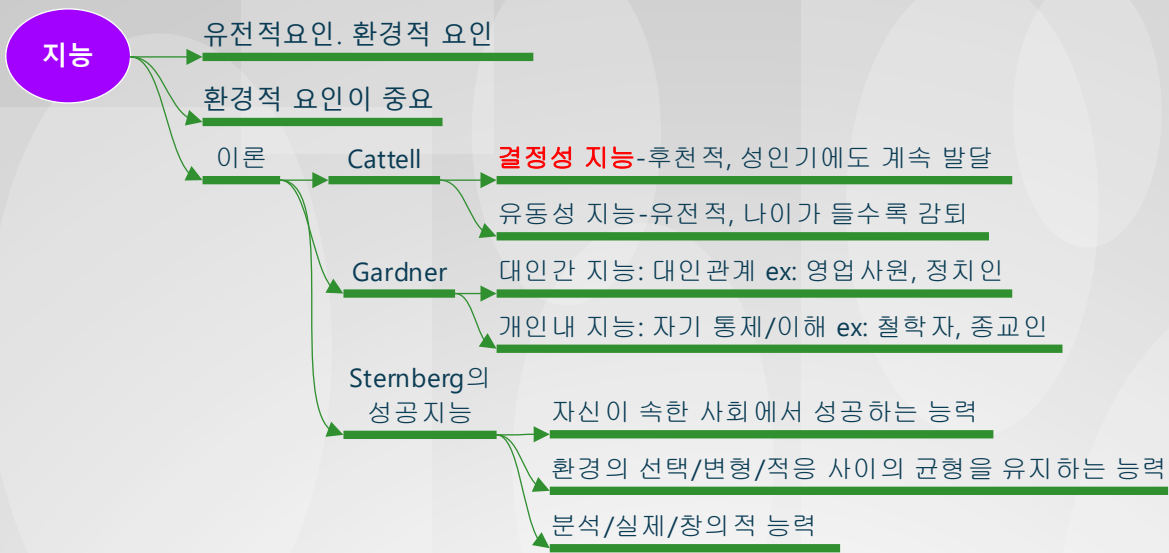 지능
유전적요인. 환경적 요인
환경적 요인이 중요
이론
Cattell
결정성 지능-후천적, 성인기에도 계속 발달
유동성 지능-유전적, 나이가 들수록 감퇴
Gardner
대인간 지능: 대인관계 ex: 영업사원, 정치인
개인내 지능: 자기 통제/이해 ex: 철학자, 종교인
Sternberg의
성공지능
자신이 속한 사회에서 성공하는 능력
환경의 선택/변형/적응 사이의 균형을 유지하는 능력
분석/실제/창의적 능력